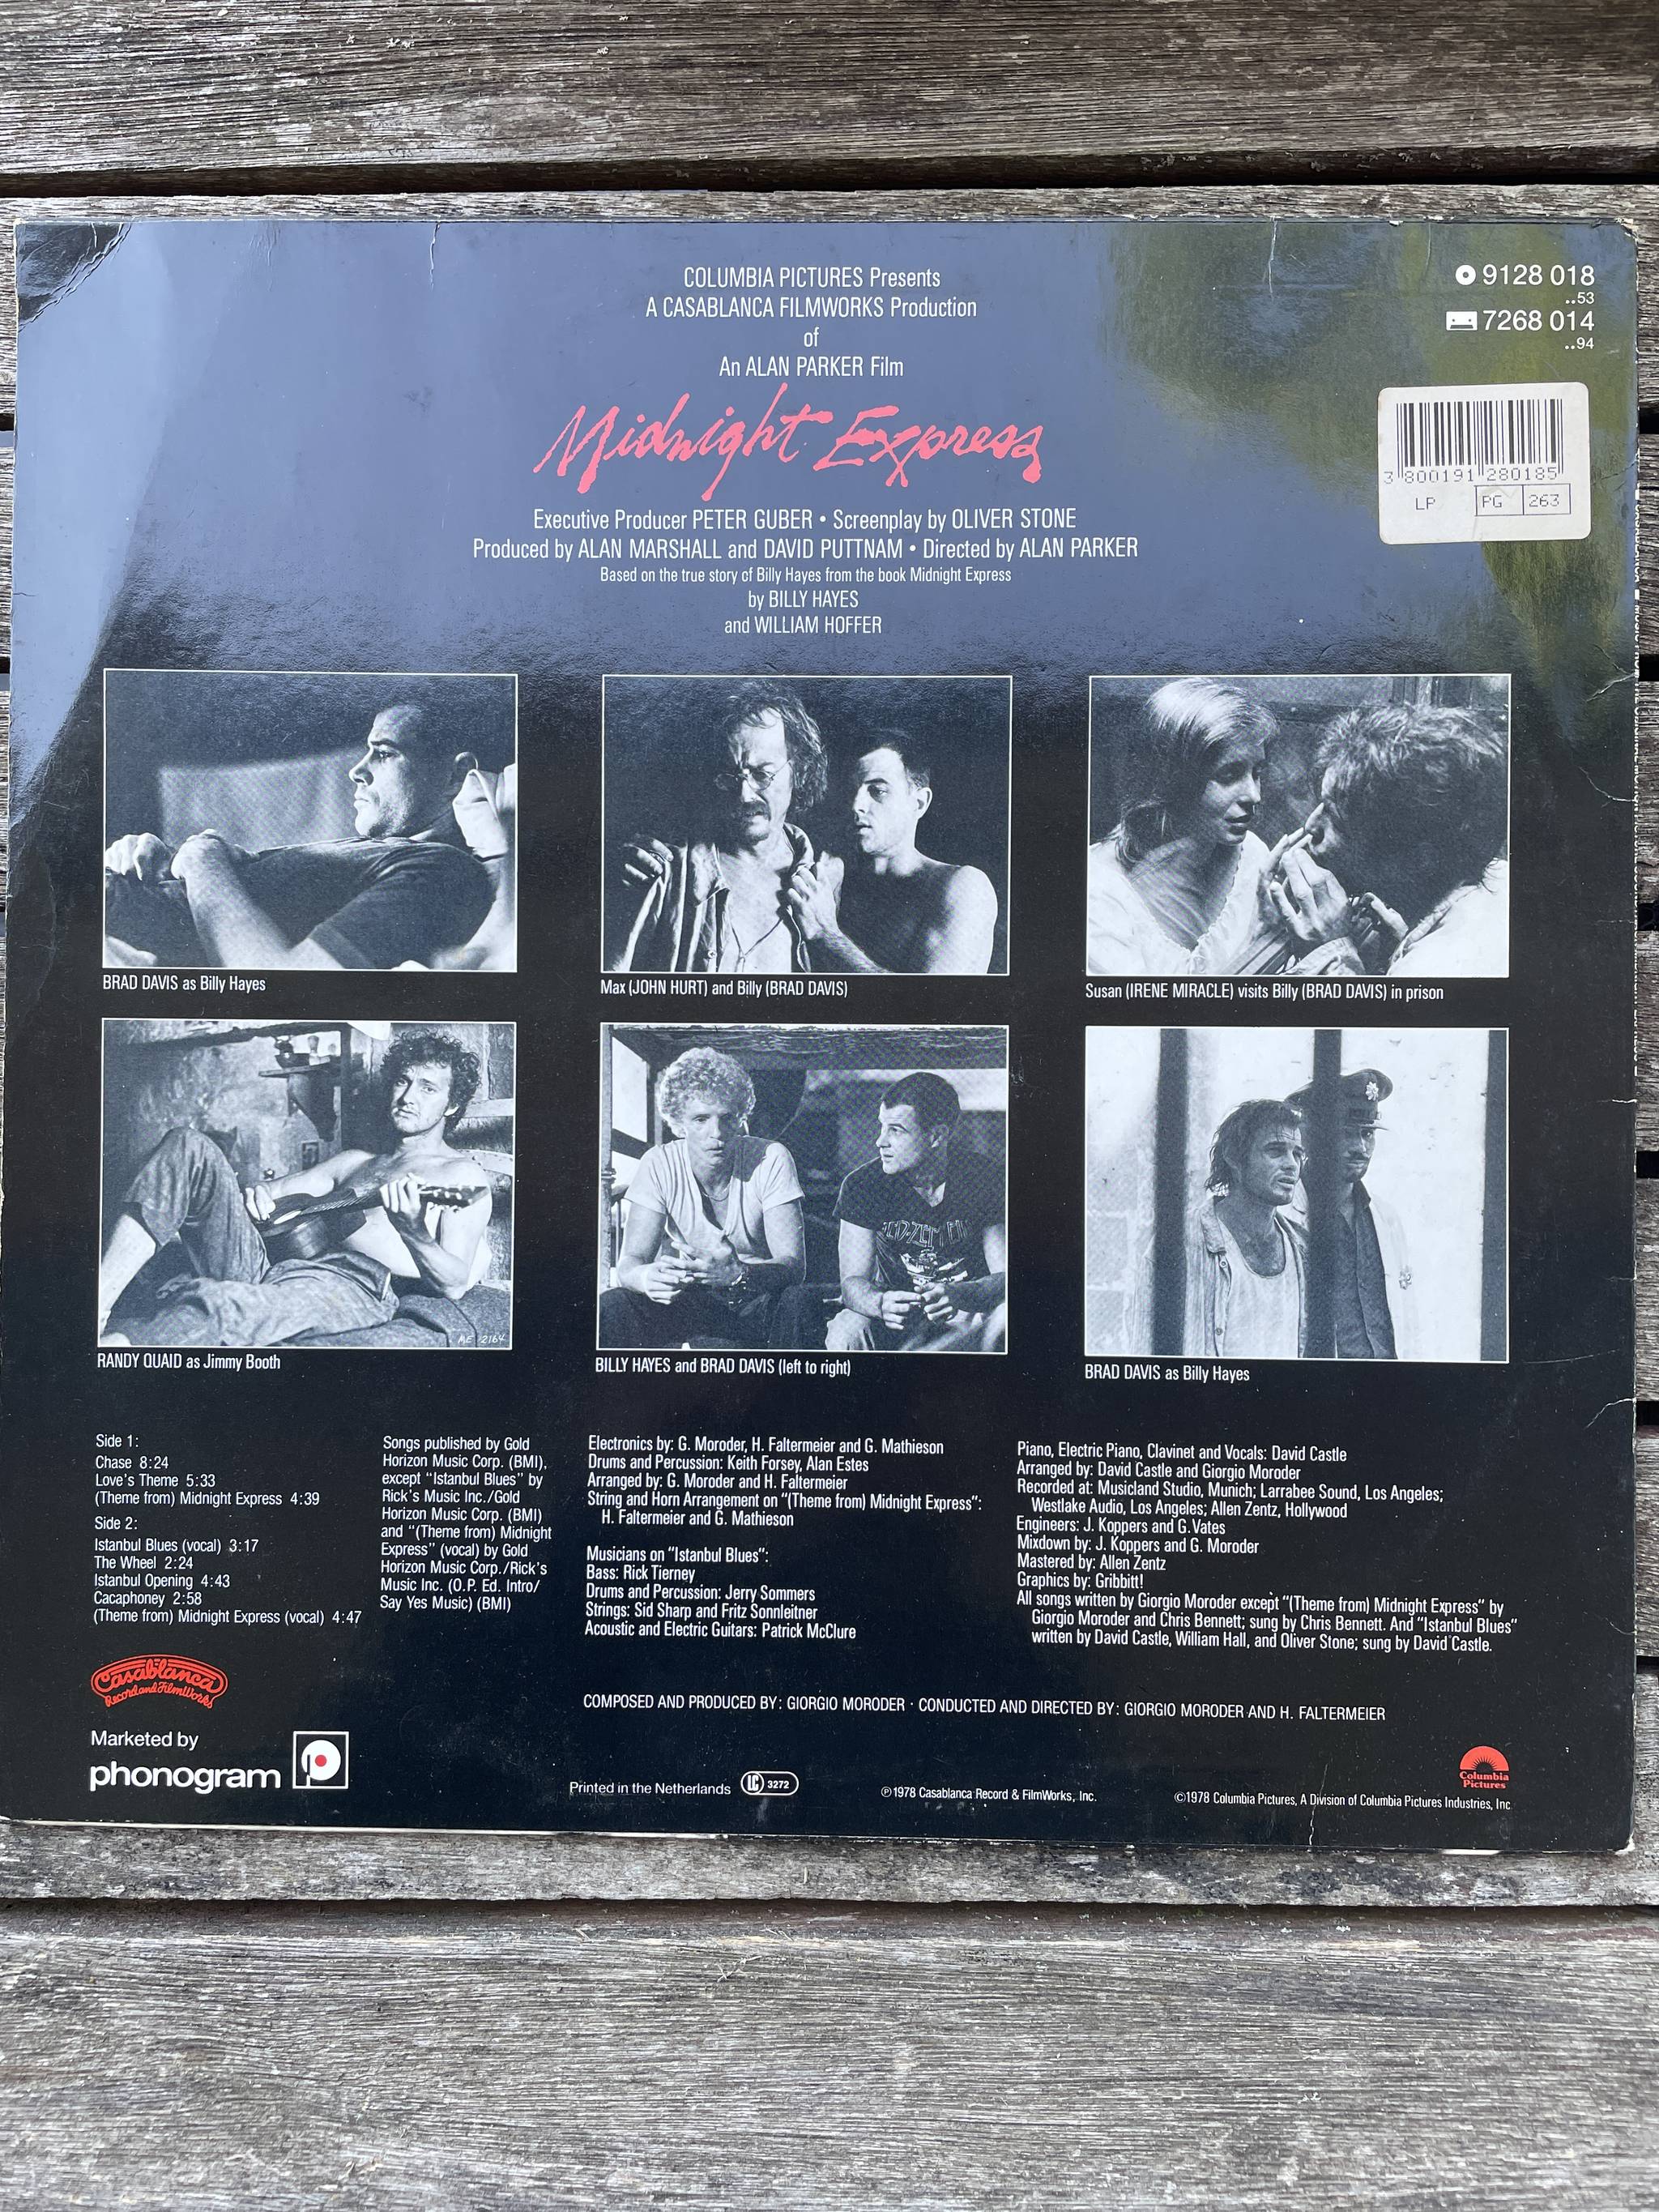 COLUMBIA PICTURES Presents
A CASABLANCA FILMWORKS Production
of
An ALAN PARKER Film
Midnight Express
Executive Producer PETER GUBER • Screenplay by OLIVER STONE
Produced by ALAN MARSHALL and DAVID PUTTNAM • Directed by ALAN PARKER
Based on the true story of Billy Hayes from the book Midnight Express
by BILLY HAYES
and WILLIAM HOFFER
9128 018
..53
7268 014
..94
3 800191 280185
LP PG 263
BRAD DAVIS as Billy Hayes
Max (JOHN HURT) and Billy (BRAD DAVIS)
Susan (IRENE MIRACLE) visits Billy (BRAD DAVIS) in prison
ME 2164
RANDY QUAID as Jimmy Booth
BILLY HAYES and BRAD DAVIS (left to right)
BRAD DAVIS as Billy Hayes
Side 1:
Chase 8:24
Love's Theme 5:33
(Theme from) Midnight Express 4:39
Side 2:
Istanbul Blues (vocal) 3:17
The Wheel 2:24
Istanbul Opening 4:43
Cacaphoney 2:58
(Theme from) Midnight Express (vocal) 4:47
Songs published by Gold
Horizon Music Corp. (BMI),
except "Istanbul Blues" by
Rick's Music Inc./Gold
Horizon Music Corp. (BMI)
and "(Theme from) Midnight
Express" (vocal) by Gold
Horizon Music Corp./Rick's
Music Inc. (O.P. Ed. Intro/
Say Yes Music) (BMI)
Electronics by: G. Moroder, H. Faltermeier and G. Mathieson
Drums and Percussion: Keith Forsey, Alan Estes
Arranged by: G. Moroder and H. Faltermeier
String and Horn Arrangement on "(Theme from) Midnight Express":
H. Faltermeier and G. Mathieson
Musicians on "Istanbul Blues":
Bass: Rick Tierney
Drums and Percussion: Jerry Sommers
Strings: Sid Sharp and Fritz Sonnleitner
Acoustic and Electric Guitars: Patrick McClure
Piano, Electric Piano, Clavinet and Vocals: David Castle
Arranged by: David Castle and Giorgio Moroder
Recorded at: Musicland Studio, Munich; Larrabee Sound, Los Angeles;
Westlake Audio, Los Angeles; Allen Zentz, Hollywood
Engineers: J. Koppers and G. Vates
Mixdown by: J. Koppers and G. Moroder
Mastered by: Allen Zentz
Graphics by: Gribbitt!
All songs written by Giorgio Moroder except "(Theme from) Midnight Express" by
Giorgio Moroder and Chris Bennett; sung by Chris Bennett. And "Istanbul Blues"
written by David Castle, William Hall, and Oliver Stone; sung by David Castle.
COMPOSED AND PRODUCED BY: GIORGIO MORODER · CONDUCTED AND DIRECTED BY: GIORGIO MORODER AND H. FALTERMEIER
Casablanca
Record and FilmWorks
Marketed by
phonogram
Printed in the Netherlands LC 3272
℗1978 Casablanca Record & FilmWorks, Inc.
Columbia
Pictures
©1978 Columbia Pictures, A Division of Columbia Pictures Industries, Inc.